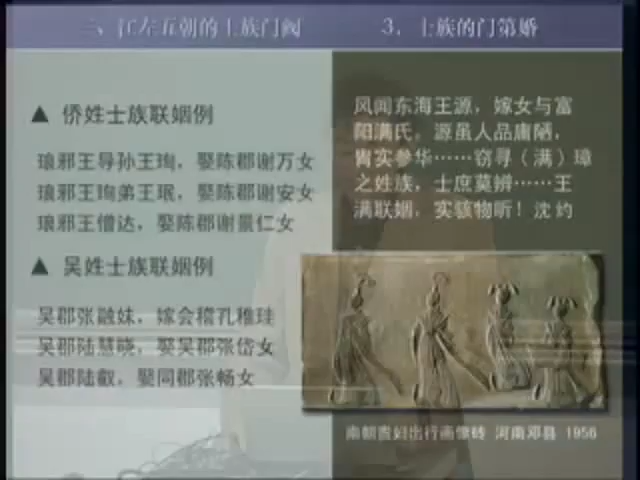 二、江左五朝的士族门阀
3. 士族的门第婚
▲ 侨姓士族联姻例
琅邪王导孙王珣，娶陈郡谢万女
琅邪王珣弟王珉，娶陈郡谢安女
琅邪王僧达，娶陈郡谢景仁女
▲ 吴姓士族联姻例
吴郡张融妹，嫁会稽孔稚珪
吴郡陆慧晓，娶吴郡张岱女
吴郡陆叡，娶同郡张畅女
风闻东海王源，嫁女与富
阳满氏。源虽人品庸陋，
胄实参华……窃寻（满）璋
之姓族，士庶莫辨……王
满联姻，实骇物听！沈约
南朝贵妇出行画像砖 河南邓县 1958